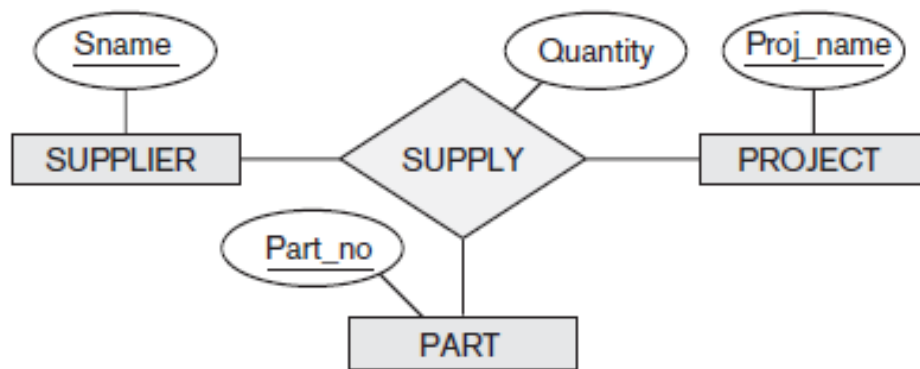 Sname
Quantity
Proj_name
SUPPLIER
SUPPLY
PROJECT
Part_no
PART